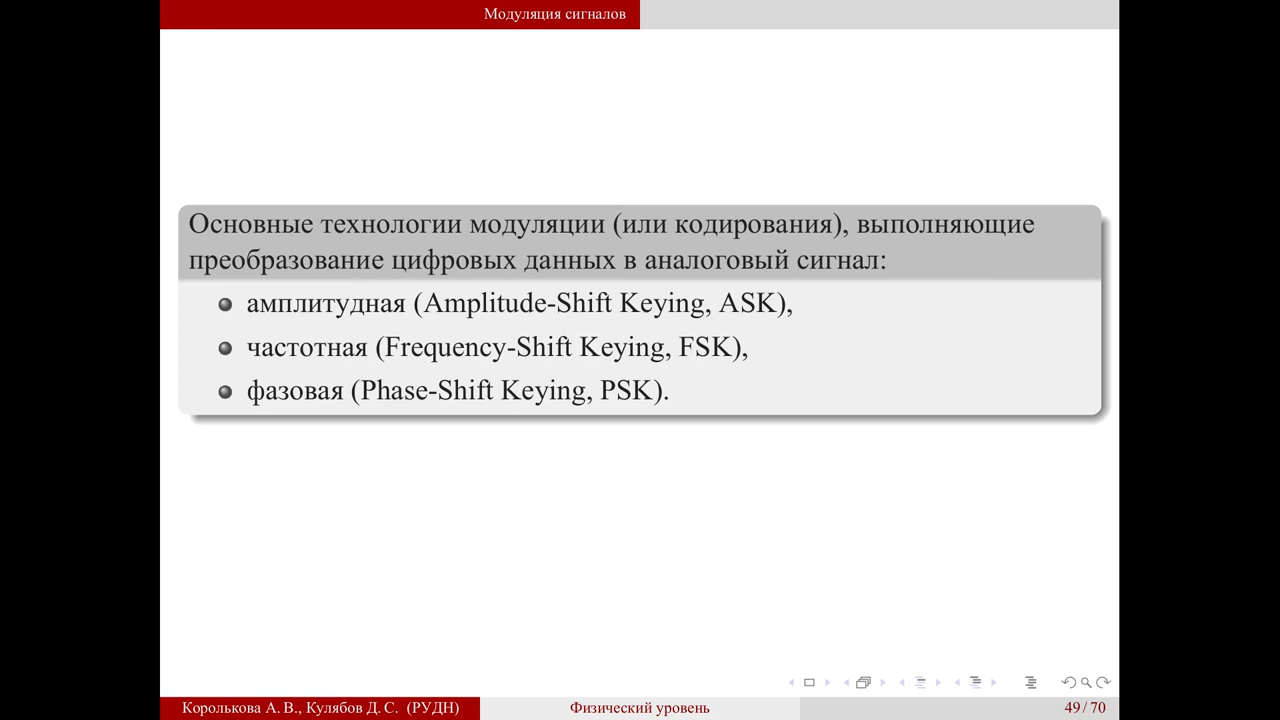 Модуляция сигналов
Основные технологии модуляции (или кодирования), выполняющие
преобразование цифровых данных в аналоговый сигнал:
амплитудная (Amplitude-Shift Keying, ASK),
частотная (Frequency-Shift Keying, FSK),
фазовая (Phase-Shift Keying, PSK).
Королькова А. В., Кулябов Д. С. (РУДН)
Физический уровень
49 / 70